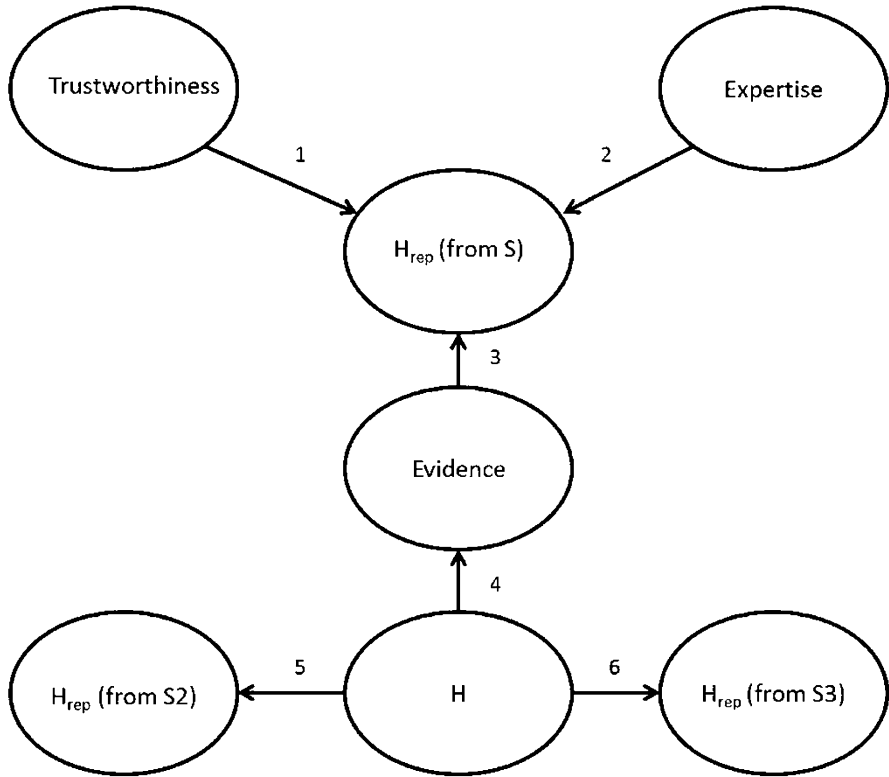 Trustworthiness
Expertise
1
2
Hrep (from S)
3
Evidence
4
5
6
Hrep (from S2)
H
Hrep (from S3)